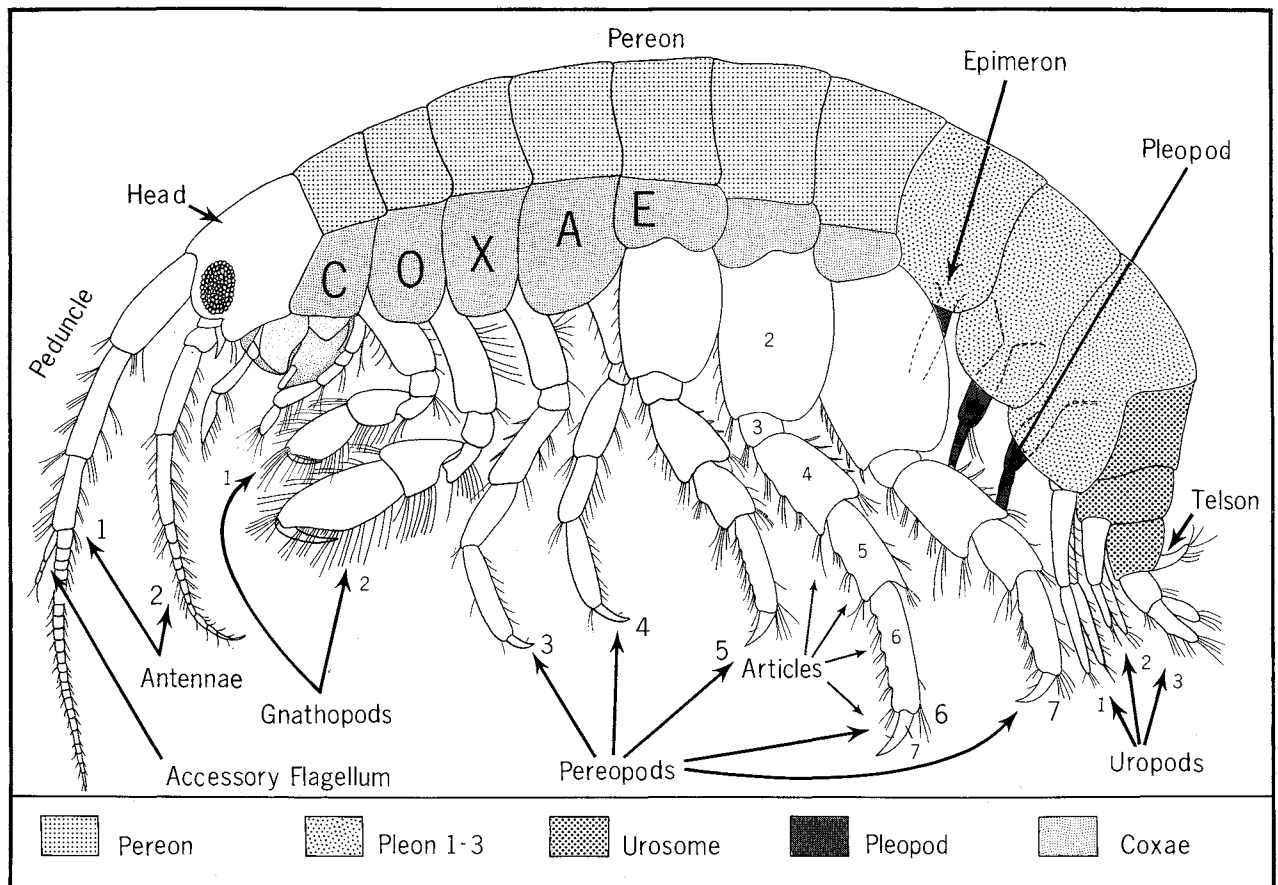 Pereon
Epimeron
Pleopod
Head
C O X A E
Peduncle
2
3
4
5
6
7
1
2
Antennae
1
2
Gnathopods
Accessory Flagellum
3
4
5
6
7
Pereopods
Articles
Telson
1
2
3
Uropods
Pereon Pleon 1-3 Urosome Pleopod Coxae